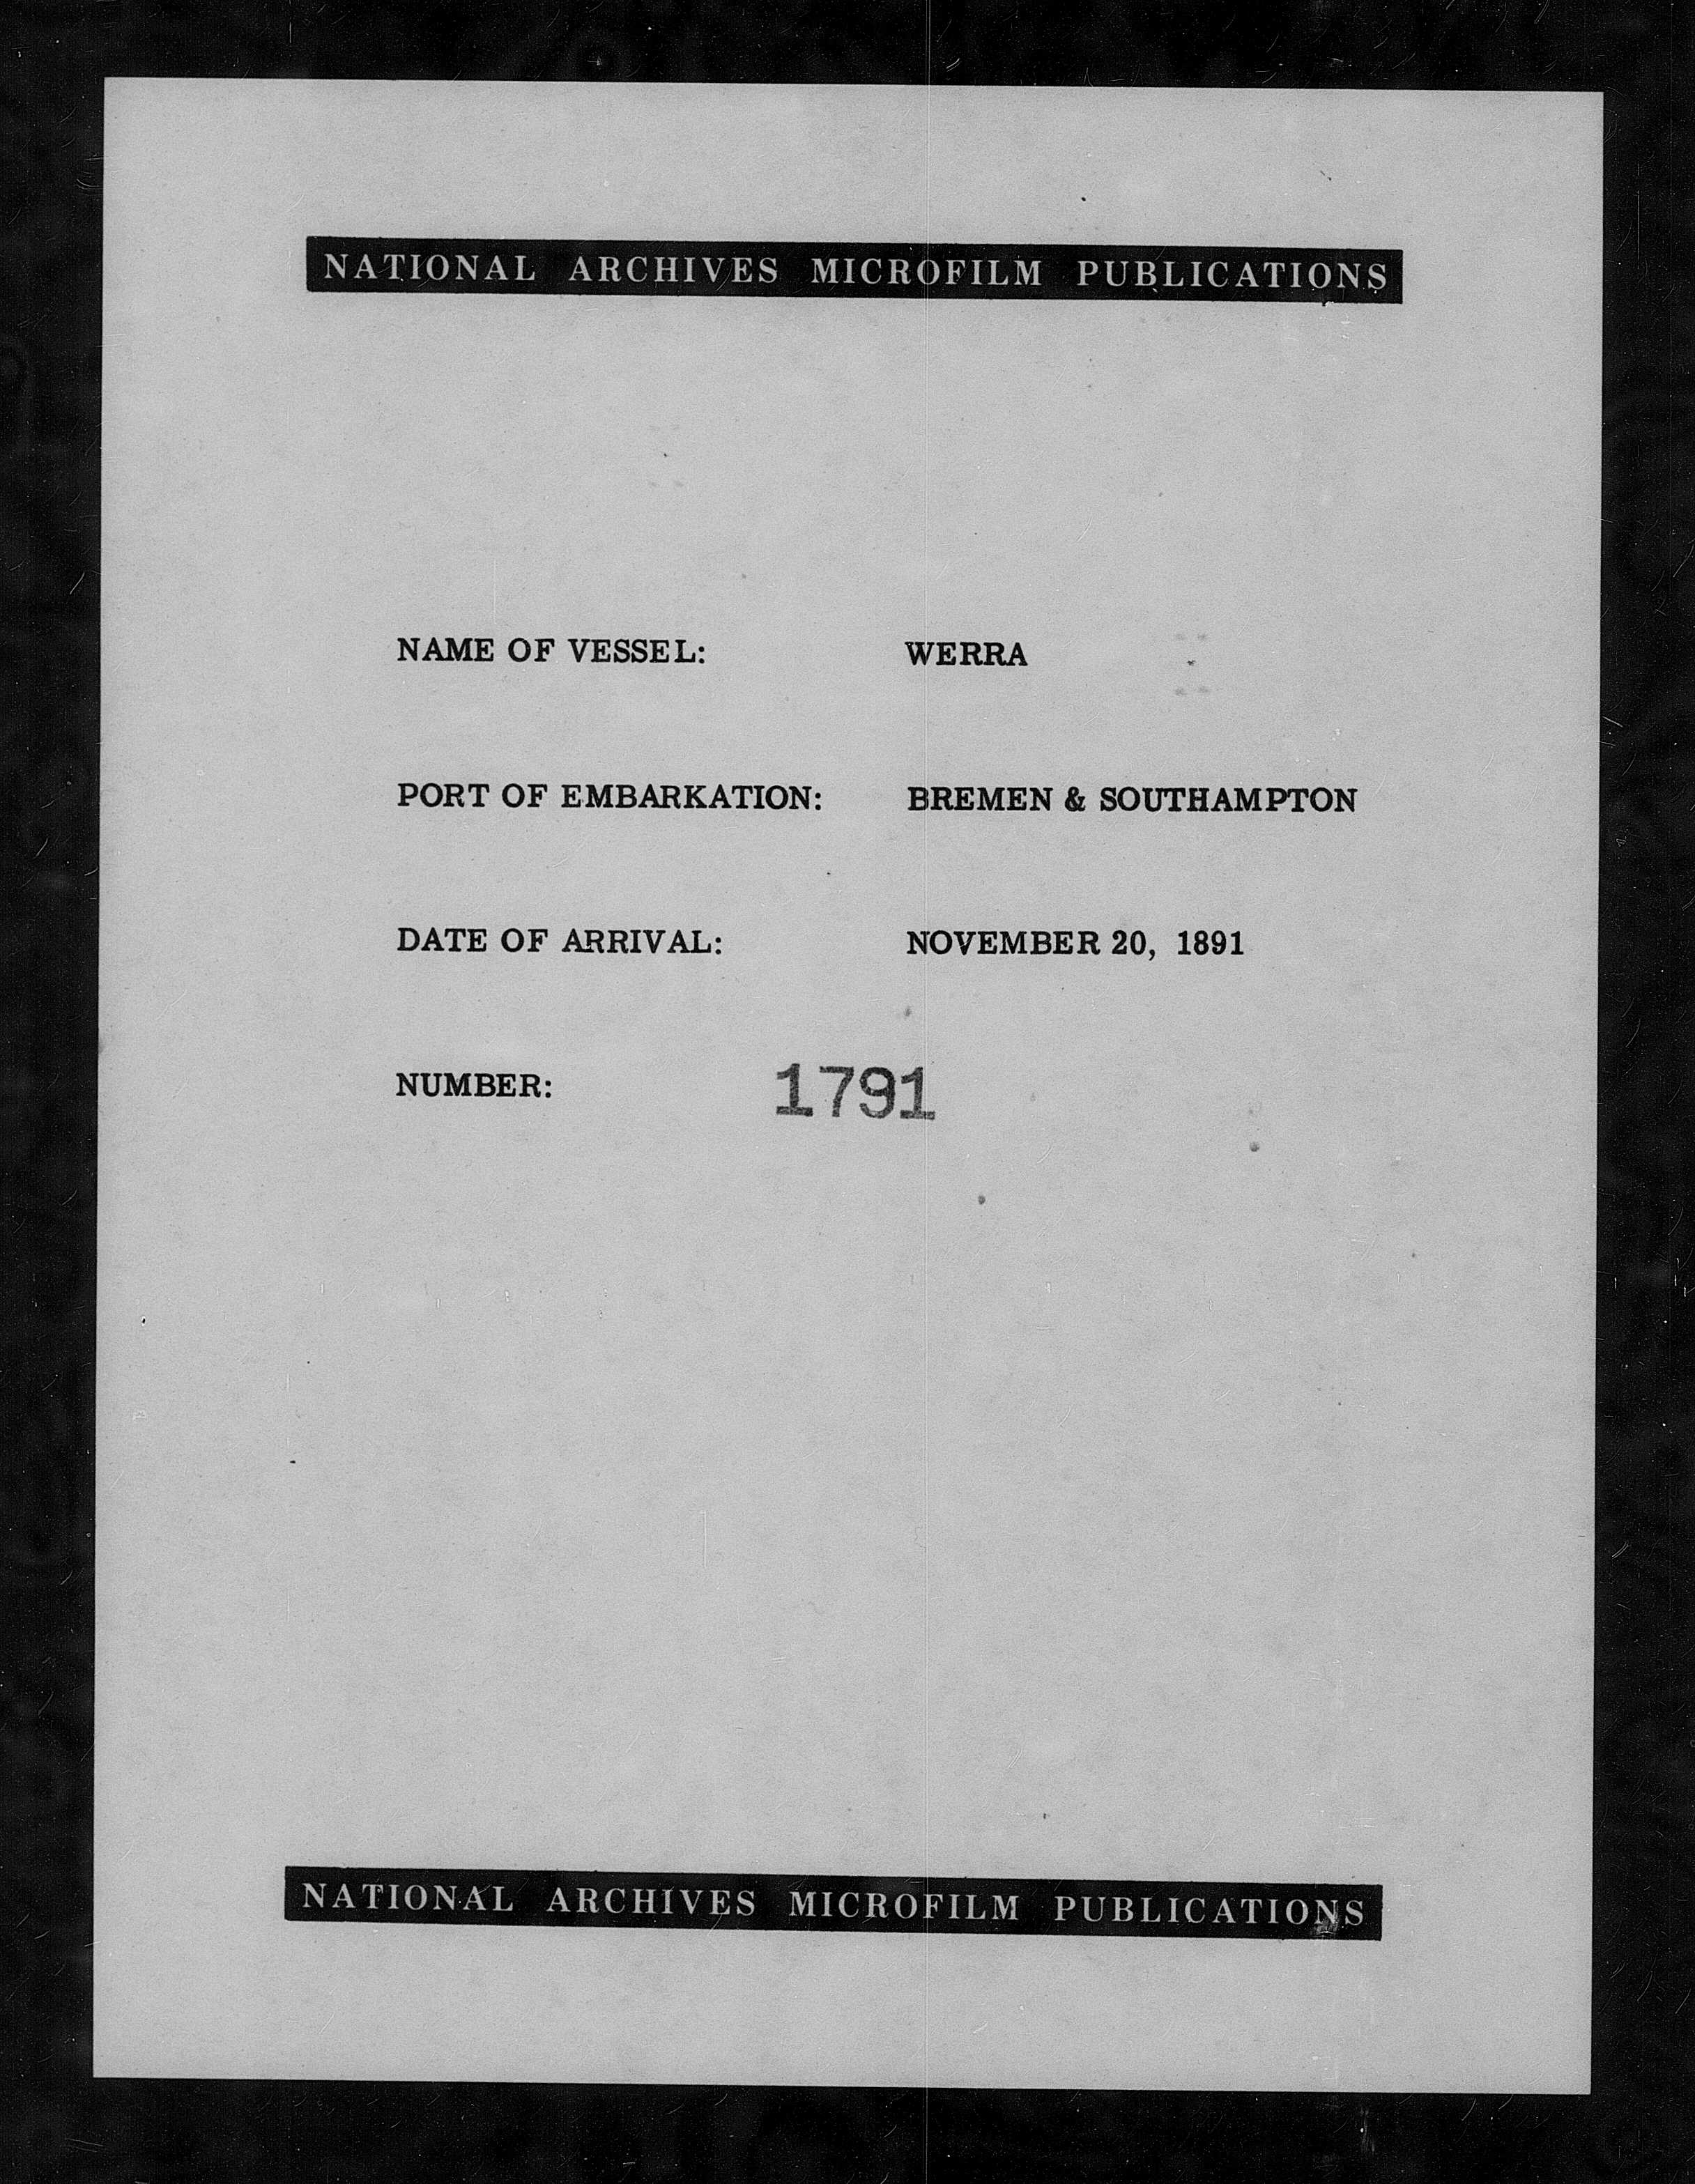 NATIONAL ARCHIVES MICROFILM PUBLICATIONS
NAME OF VESSEL: WERRA
PORT OF EMBARKATION: BREMEN & SOUTHAMPTON
DATE OF ARRIVAL: NOVEMBER 20, 1891
NUMBER: 1791
NATIONAL ARCHIVES MICROFILM PUBLICATIONS